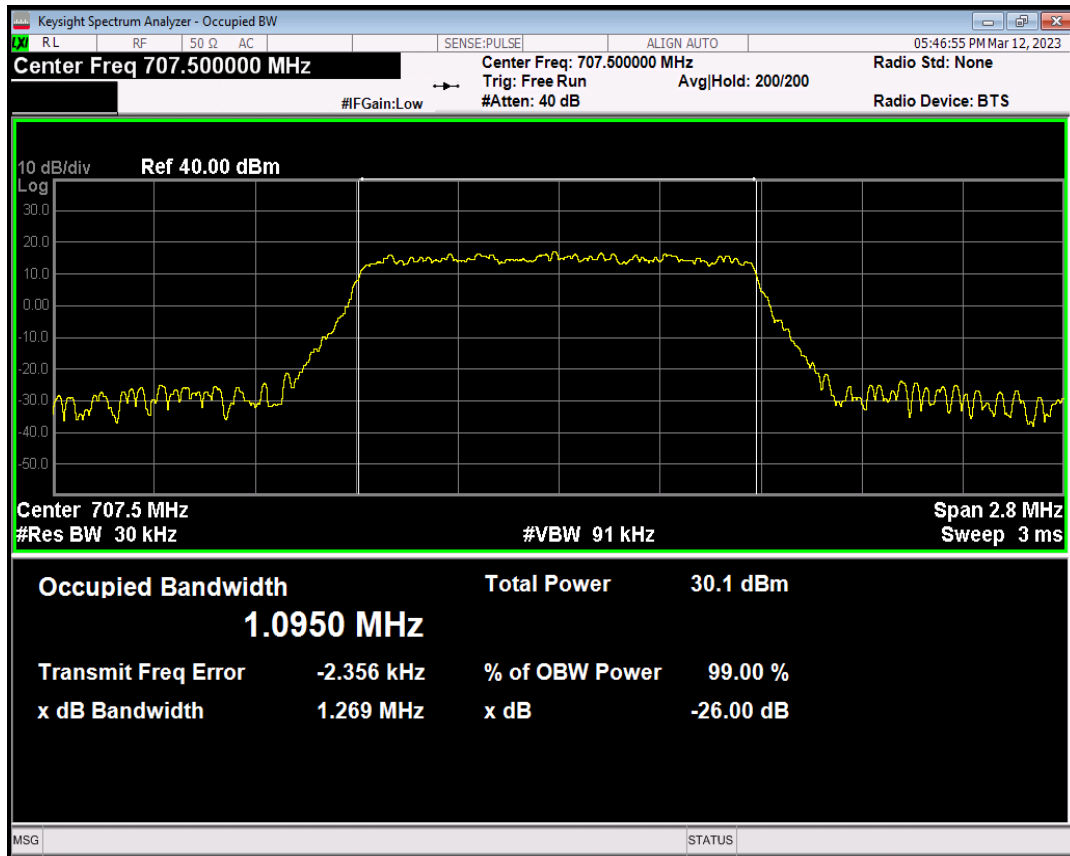 Keysight Spectrum Analyzer - Occupied BW
LXI RL RF 50 Ω AC SENSE:PULSE ALIGN AUTO 05:46:55 PM Mar 12, 2023
Center Freq 707.500000 MHz Center Freq: 707.500000 MHz Radio Std: None
Trig: Free Run Avg|Hold: 200/200
#IFGain:Low #Atten: 40 dB Radio Device: BTS
10 dB/div Ref 40.00 dBm
Log
30.0
20.0
10.0
0.00
-10.0
-20.0
-30.0
-40.0
-50.0
Center 707.5 MHz Span 2.8 MHz
#Res BW 30 kHz #VBW 91 kHz Sweep 3 ms
Occupied Bandwidth Total Power 30.1 dBm
1.0950 MHz
Transmit Freq Error -2.356 kHz % of OBW Power 99.00 %
x dB Bandwidth 1.269 MHz x dB -26.00 dB
MSG STATUS